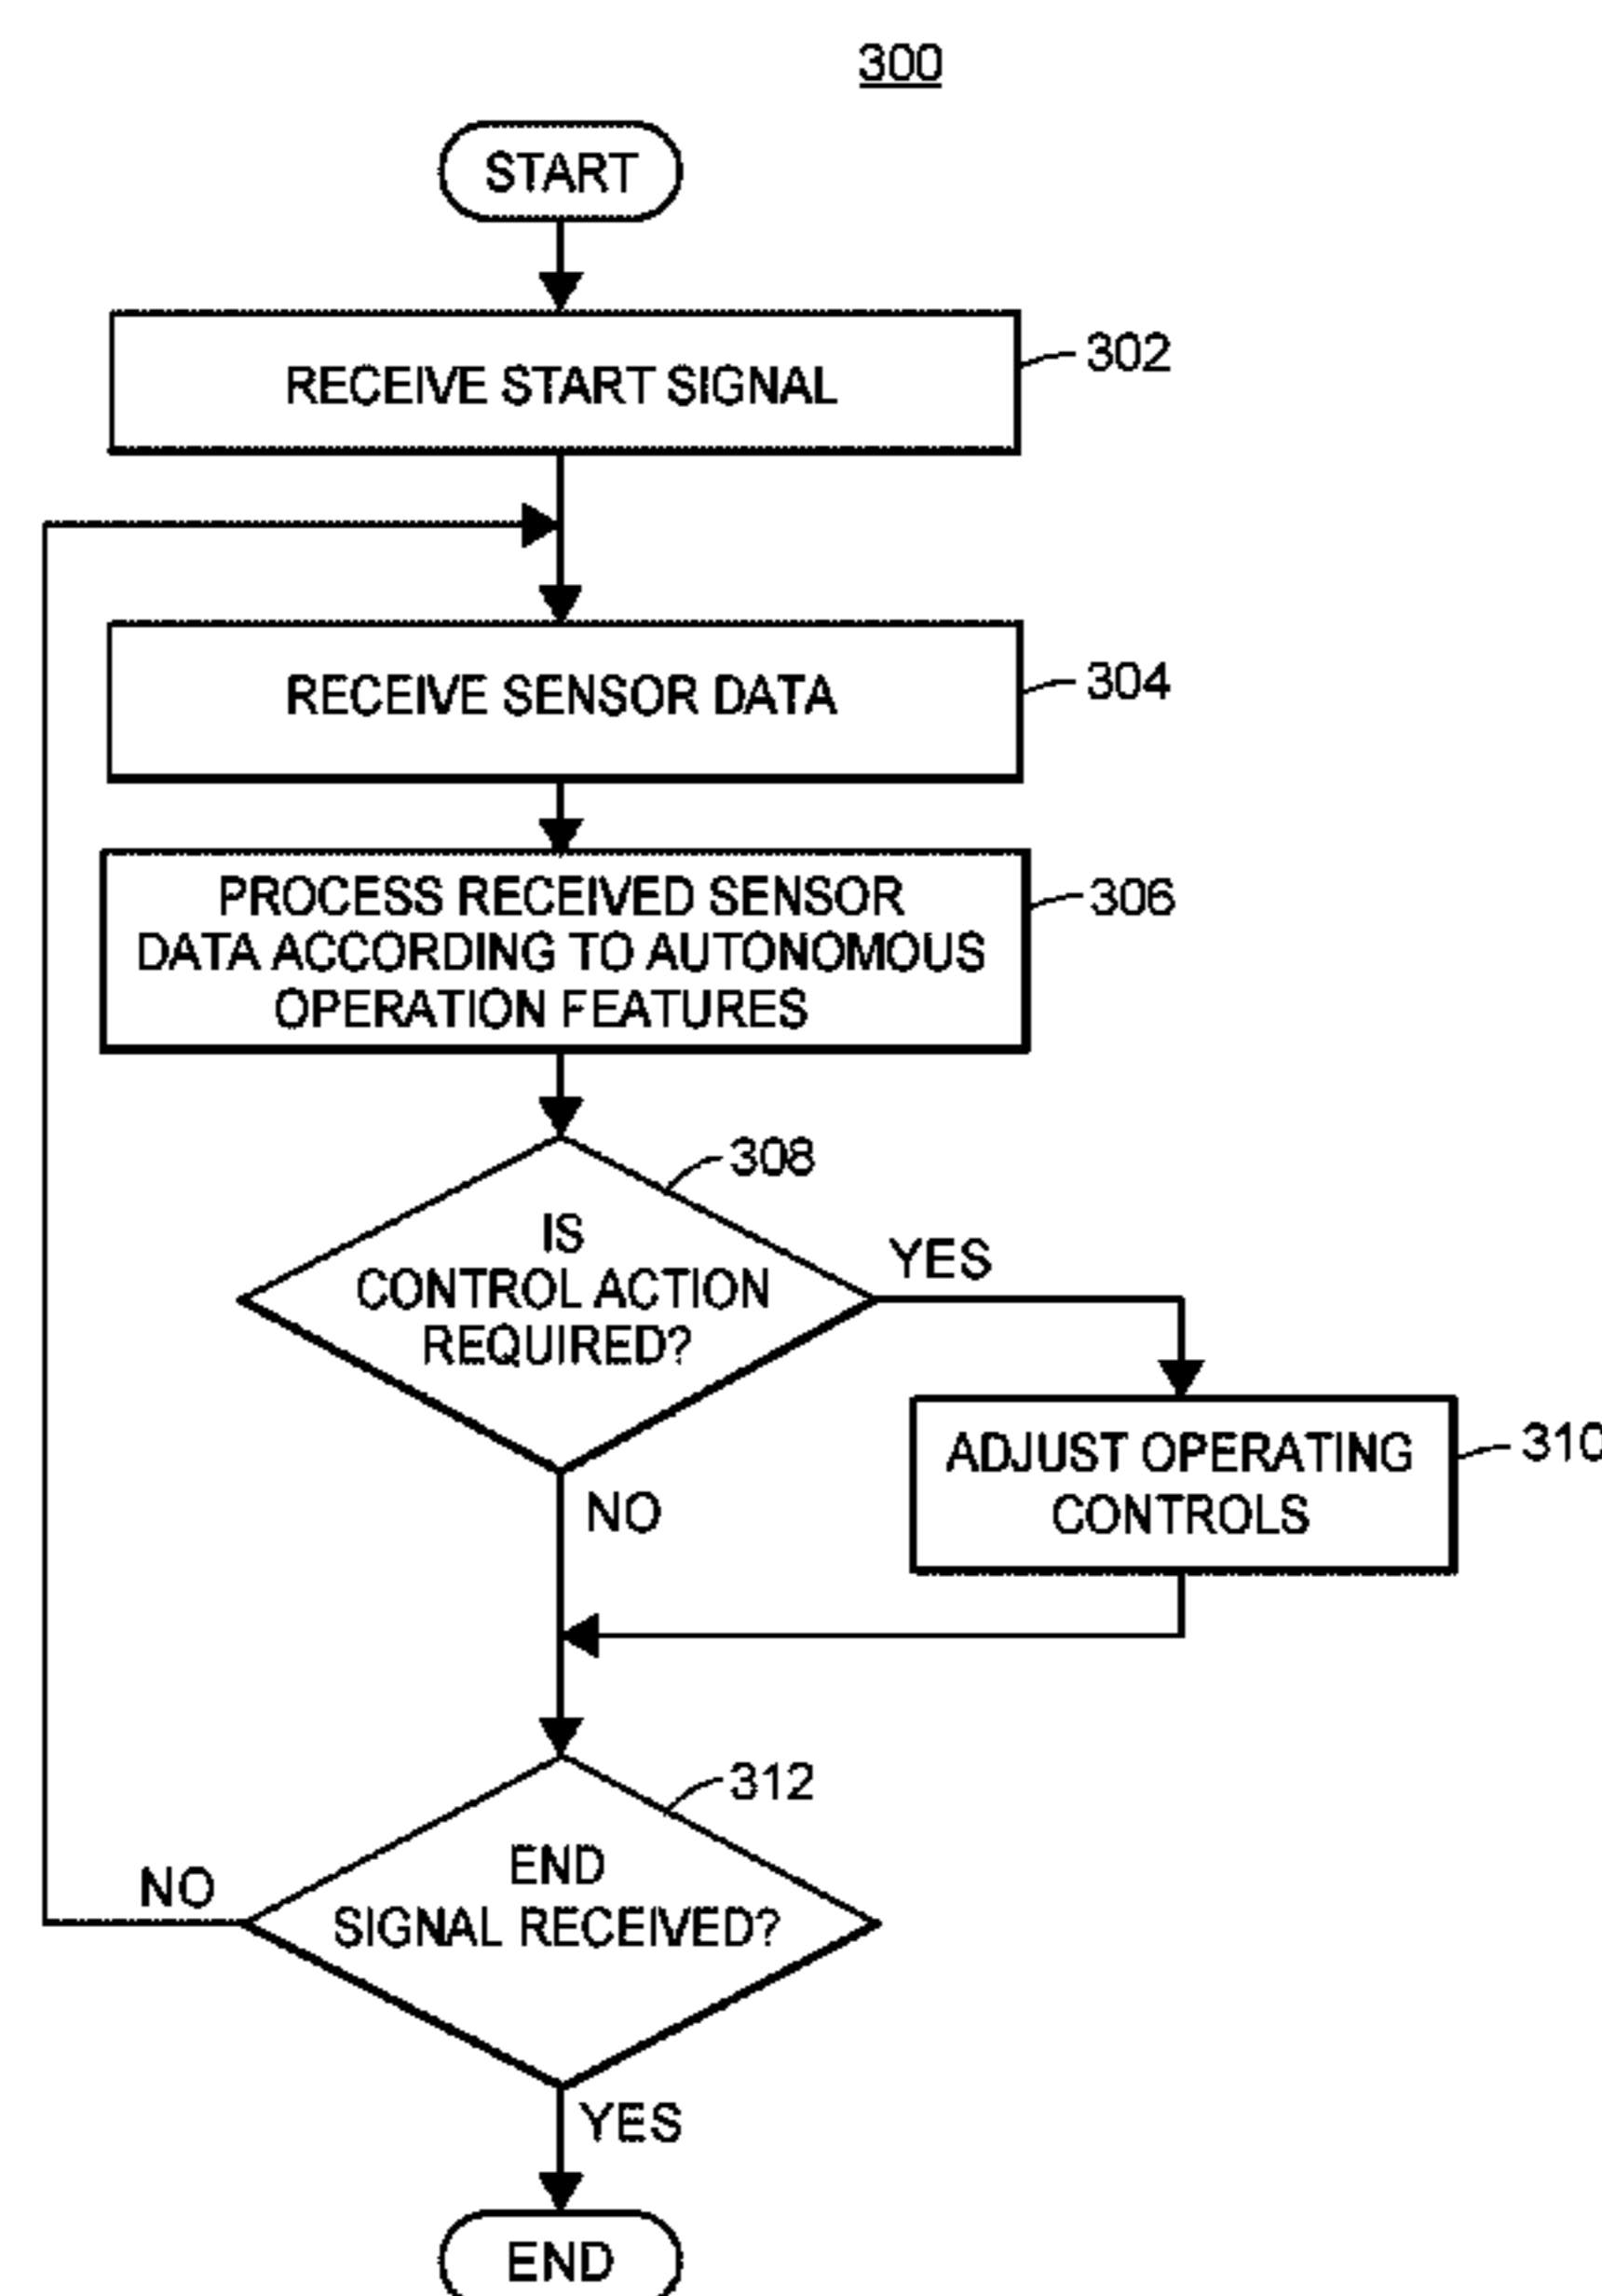 300
START
RECEIVE START SIGNAL
302
RECEIVE SENSOR DATA
304
PROCESS RECEIVED SENSOR
DATA ACCORDING TO AUTONOMOUS
OPERATION FEATURES
306
308
IS
CONTROL ACTION
REQUIRED?
YES
ADJUST OPERATING
CONTROLS
310
NO
312
END
SIGNAL RECEIVED?
NO
YES
END